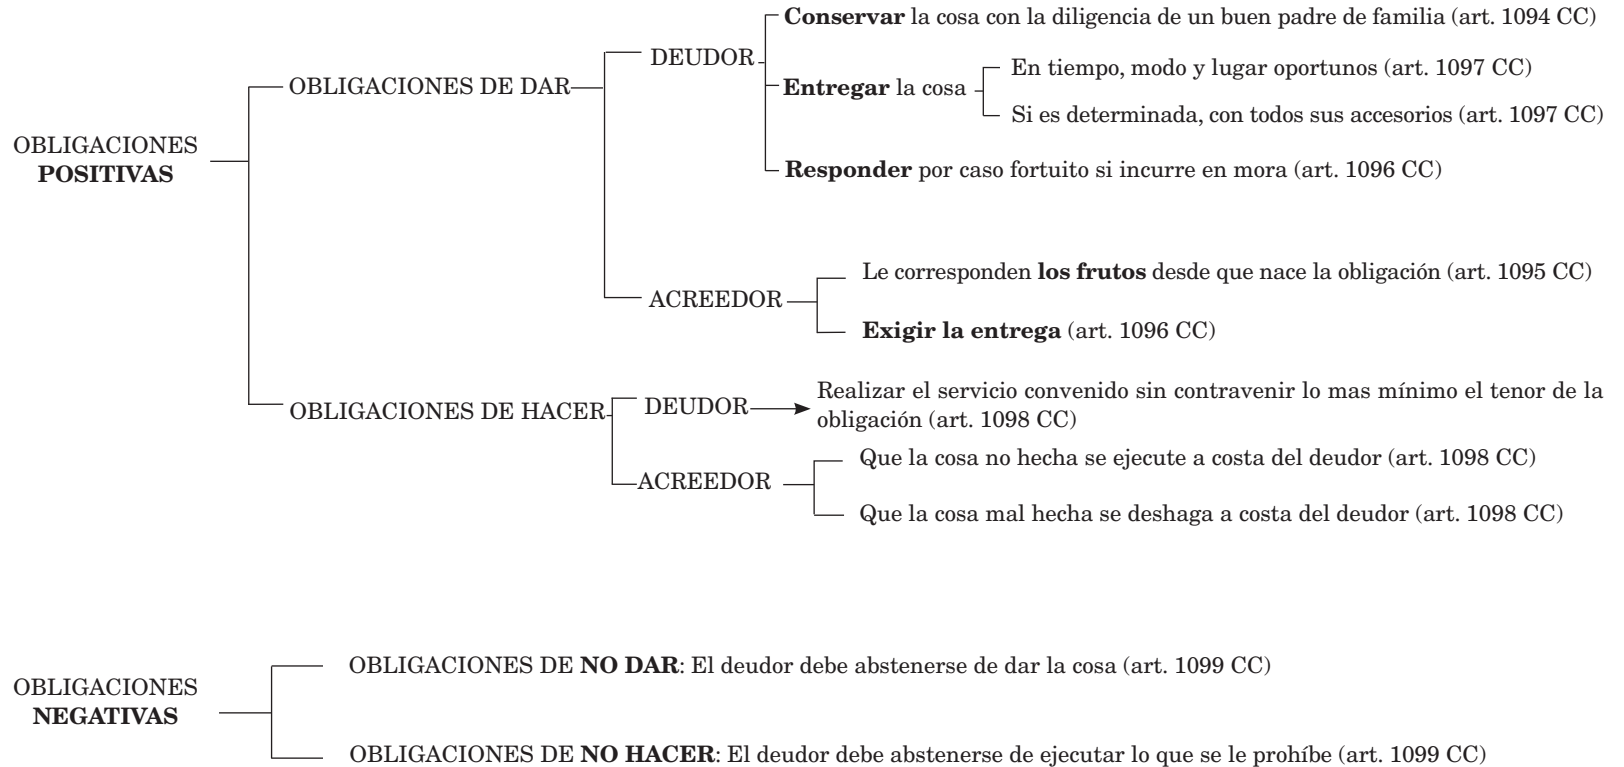 OBLIGACIONES
POSITIVAS
OBLIGACIONES DE DAR
DEUDOR
Conservar la cosa con la diligencia de un buen padre de familia (art. 1094 CC)
Entregar la cosa
En tiempo, modo y lugar oportunos (art. 1097 CC)
Si es determinada, con todos sus accesorios (art. 1097 CC)
Responder por caso fortuito si incurre en mora (art. 1096 CC)
ACREEDOR
Le corresponden los frutos desde que nace la obligación (art. 1095 CC)
Exigir la entrega (art. 1096 CC)
OBLIGACIONES DE HACER
DEUDOR
Realizar el servicio convenido sin contravenir lo mas mínimo el tenor de la
obligación (art. 1098 CC)
ACREEDOR
Que la cosa no hecha se ejecute a costa del deudor (art. 1098 CC)
Que la cosa mal hecha se deshaga a costa del deudor (art. 1098 CC)
OBLIGACIONES
NEGATIVAS
OBLIGACIONES DE NO DAR: El deudor debe abstenerse de dar la cosa (art. 1099 CC)
OBLIGACIONES DE NO HACER: El deudor debe abstenerse de ejecutar lo que se le prohíbe (art. 1099 CC)